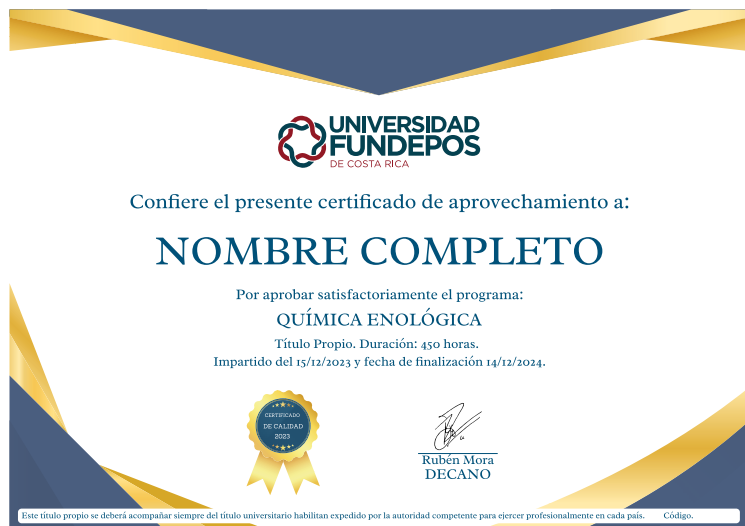 UNIVERSIDAD
FUNDEPOS
DE COSTA RICA
Confiere el presente certificado de aprovechamiento a:
NOMBRE COMPLETO
Por aprobar satisfactoriamente el programa:
QUÍMICA ENOLÓGICA
Título Propio. Duración: 450 horas.
Impartido del 15/12/2023 y fecha de finalización 14/12/2024.
CERTIFICADO
DE CALIDAD
2023
Rubén Mora
DECANO
Este título propio se deberá acompañar siempre del título universitario habilitan expedido por la autoridad competente para ejercer profesionalmente en cada país. Código.